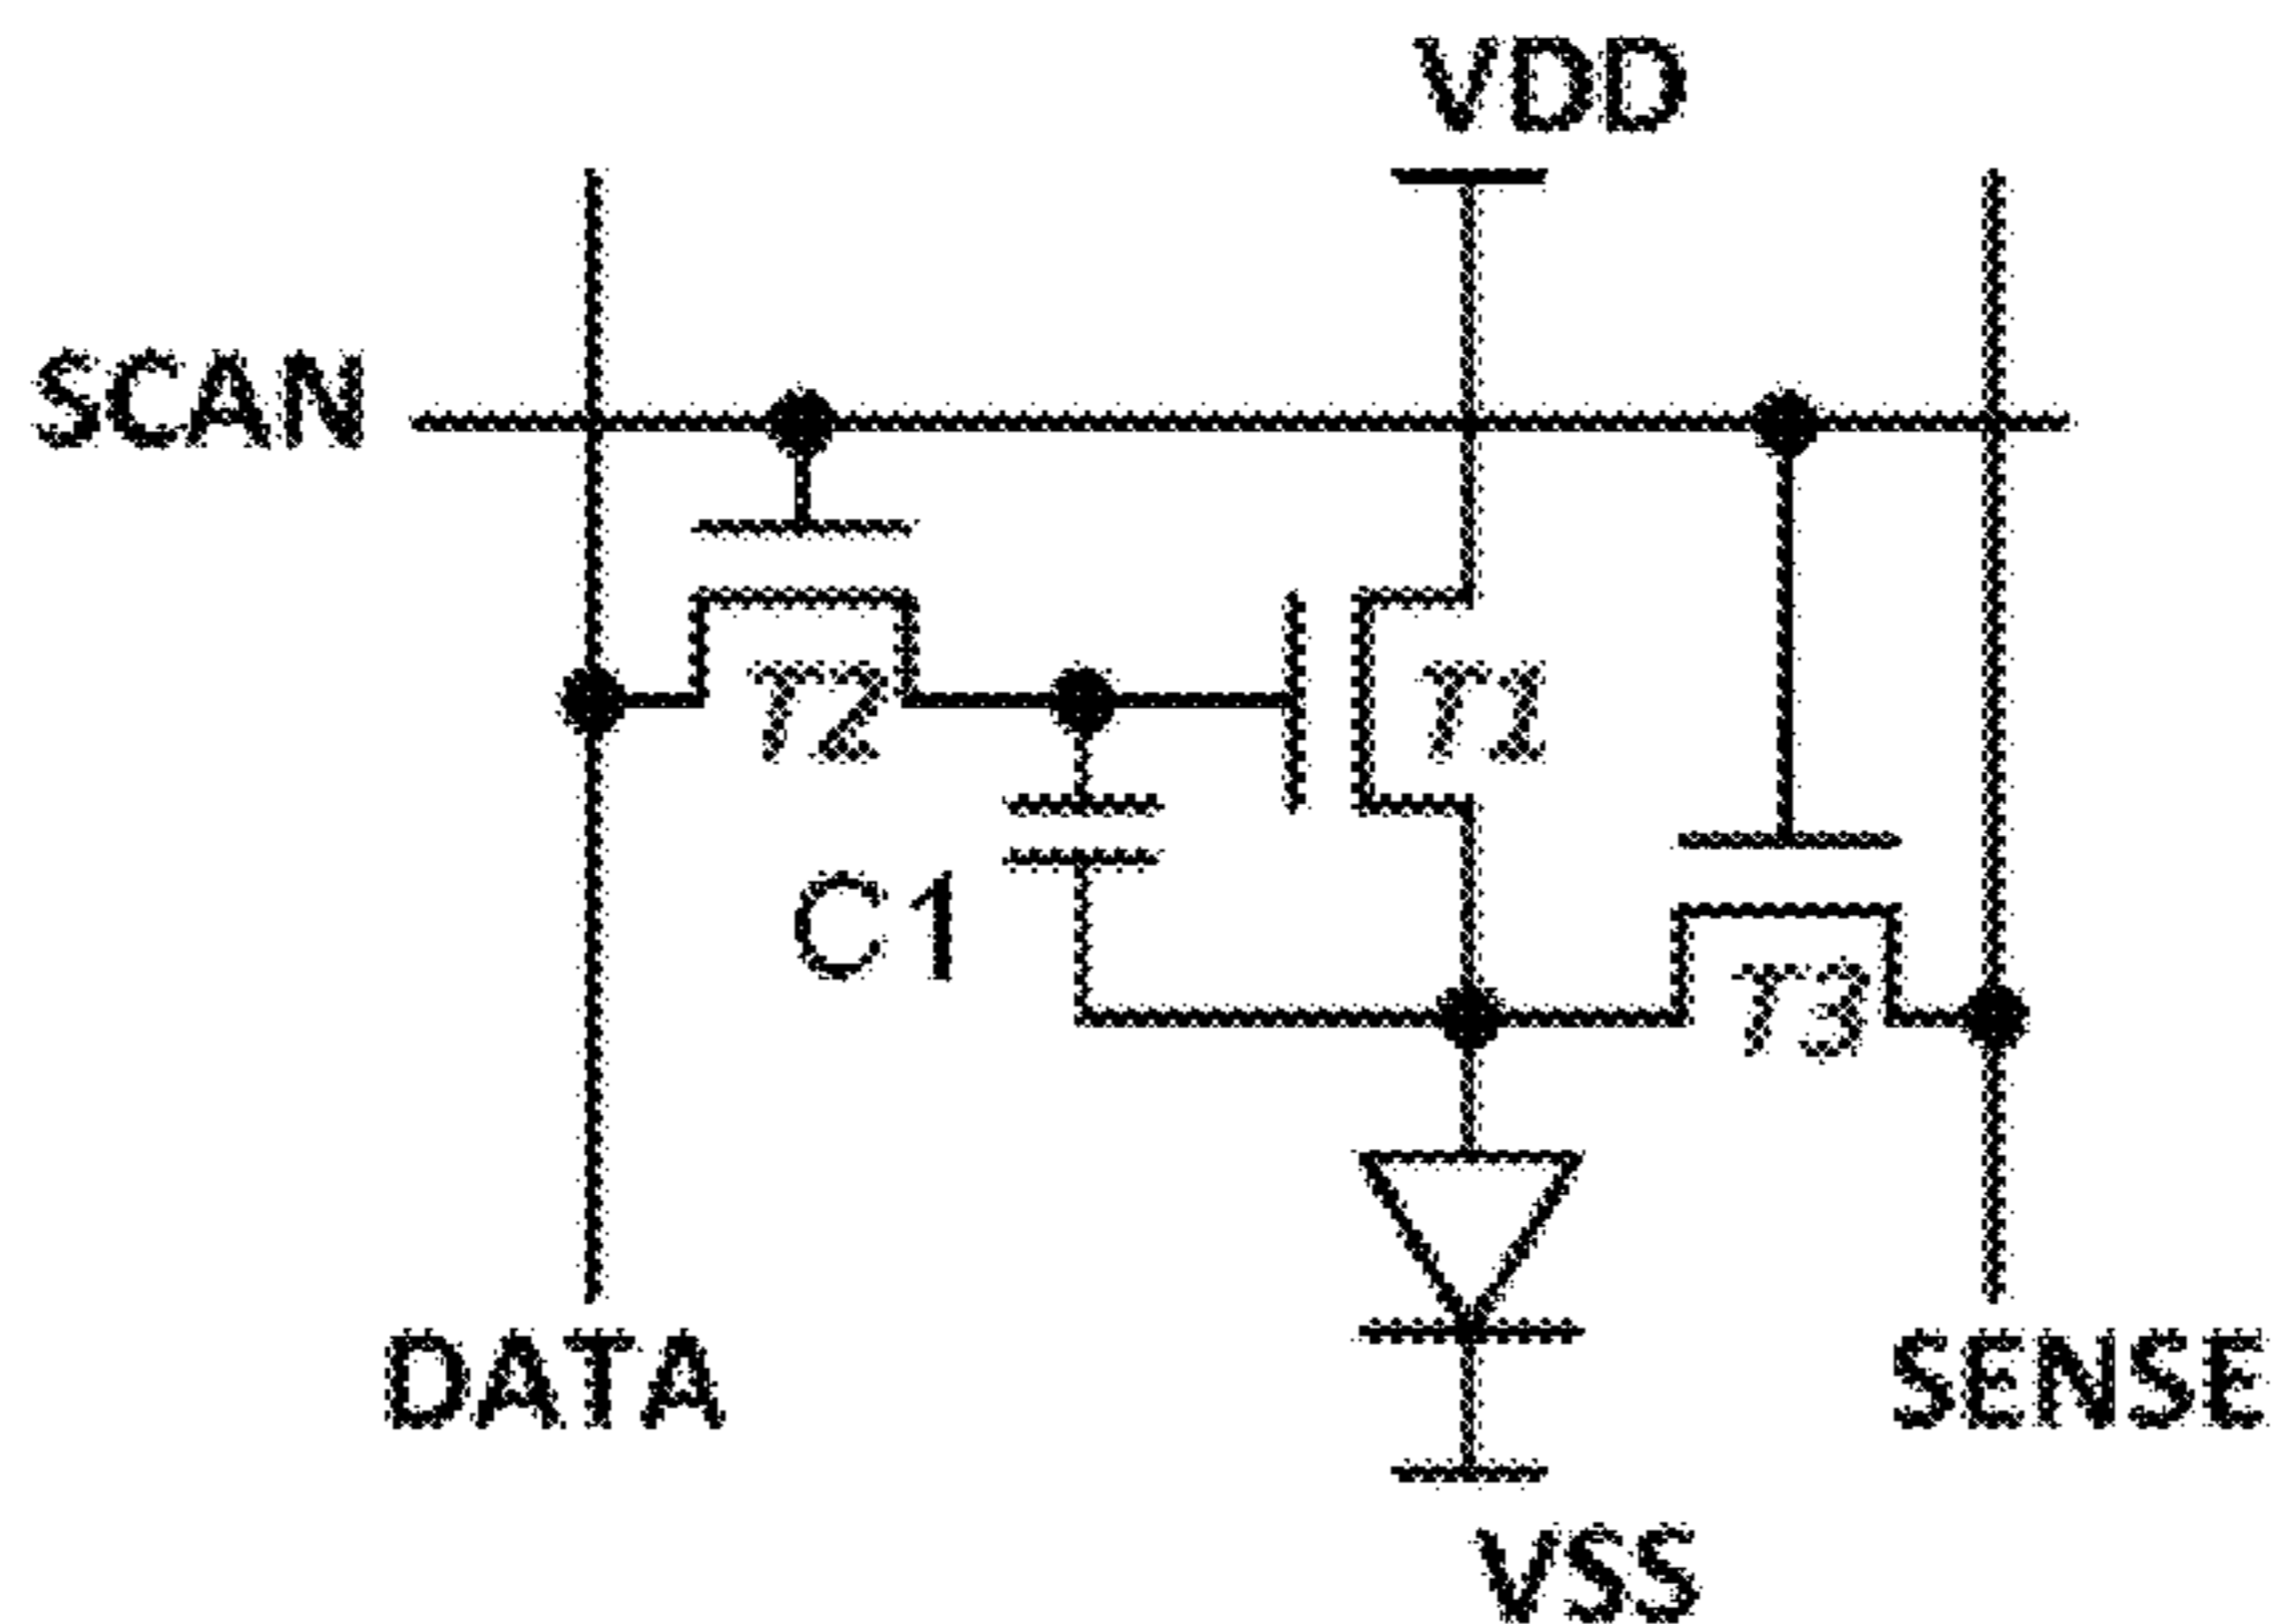 VDD
SCAN
T2
T1
C1
T3
DATA
SENSE
VSS